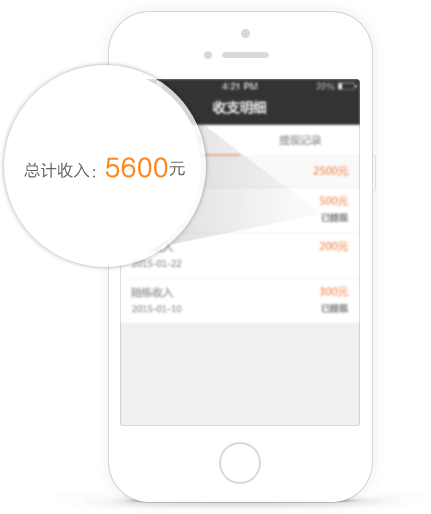 4:21 PM 22%
收支明细
提现记录
总计收入：5600元
2500元
500元
已提现
收入 200元
2015-01-22
陪练收入 300元
2015-01-10 已提现